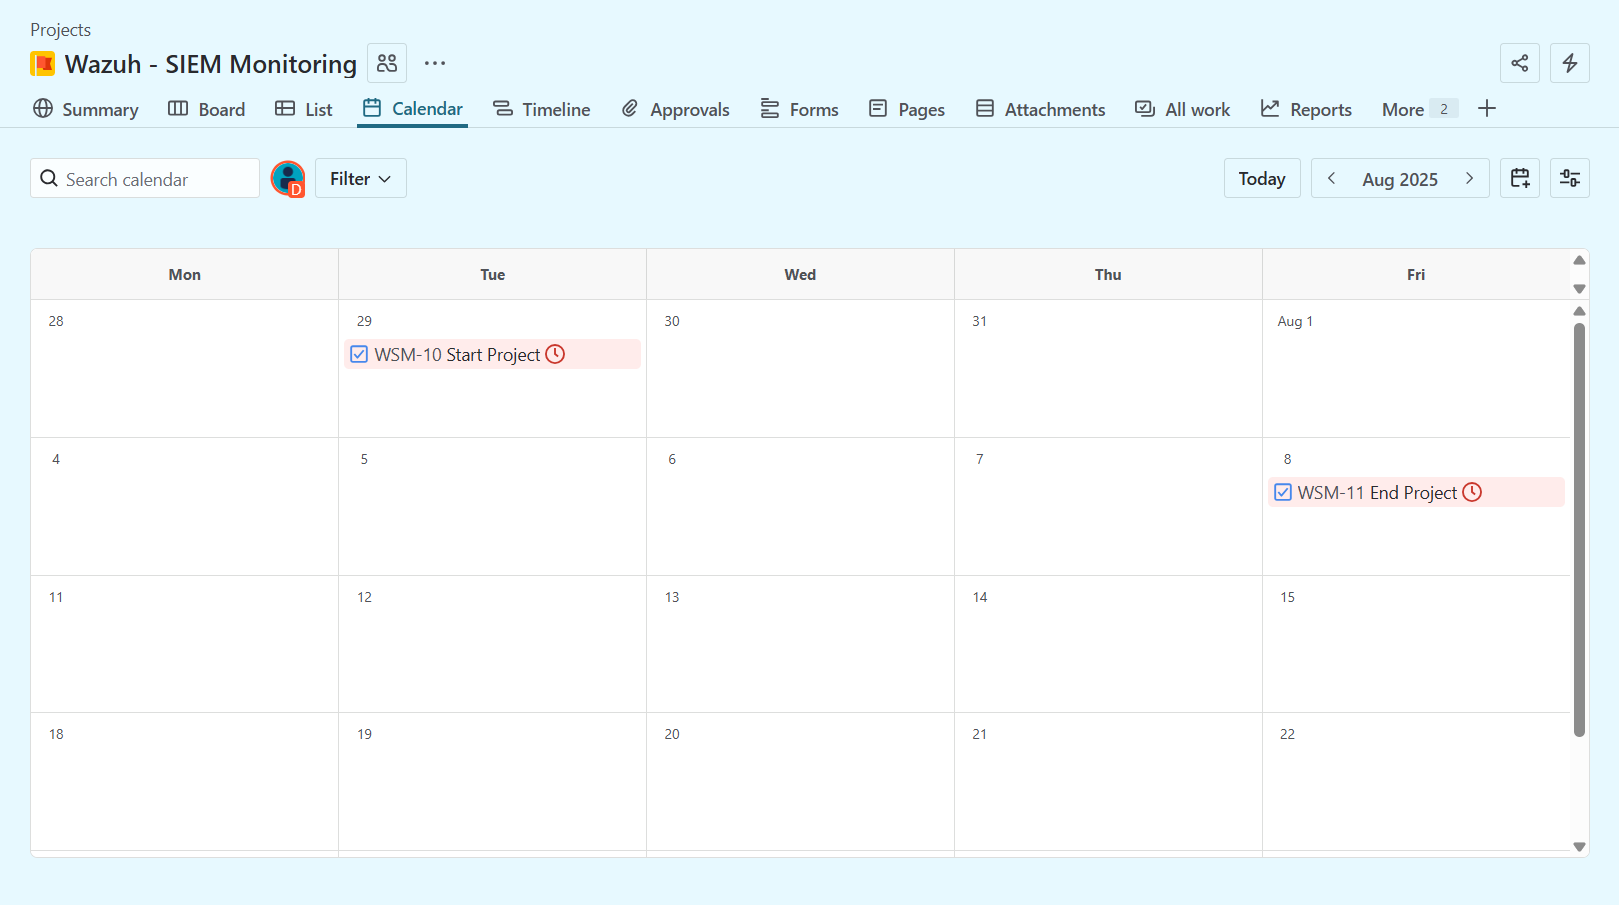 Projects
Wazuh - SIEM Monitoring
Summary Board List Calendar Timeline Approvals Forms Pages Attachments All work Reports More 2
Search calendar D Filter Today Aug 2025
Mon Tue Wed Thu Fri
28 29 30 31 Aug 1
WSM-10 Start Project
4 5 6 7 8
WSM-11 End Project
11 12 13 14 15
18 19 20 21 22